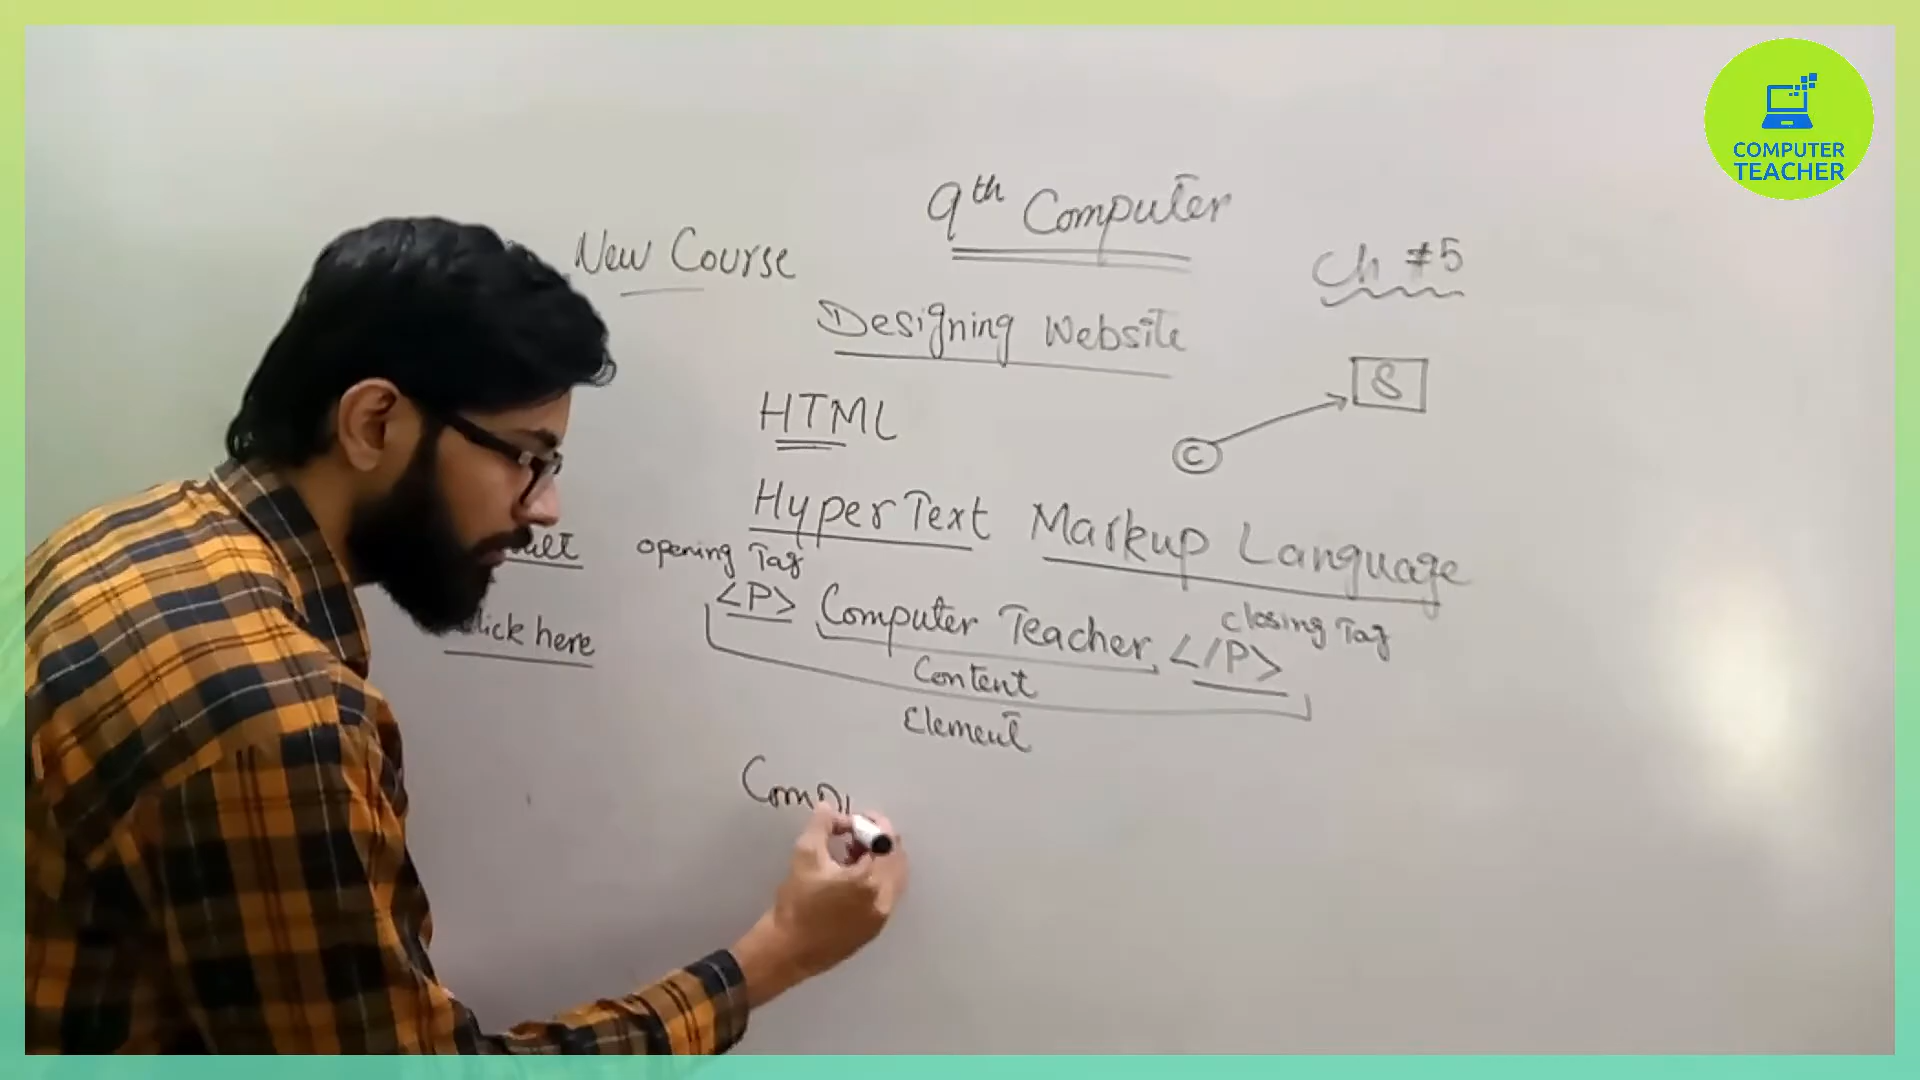 COMPUTER
TEACHER
9th Computer
New Course
Ch #5
Designing Website
HTML
S
C
HyperText Markup Language
opening Tag
<P> Computer Teacher </P>
closing Tag
Content
Element
click here